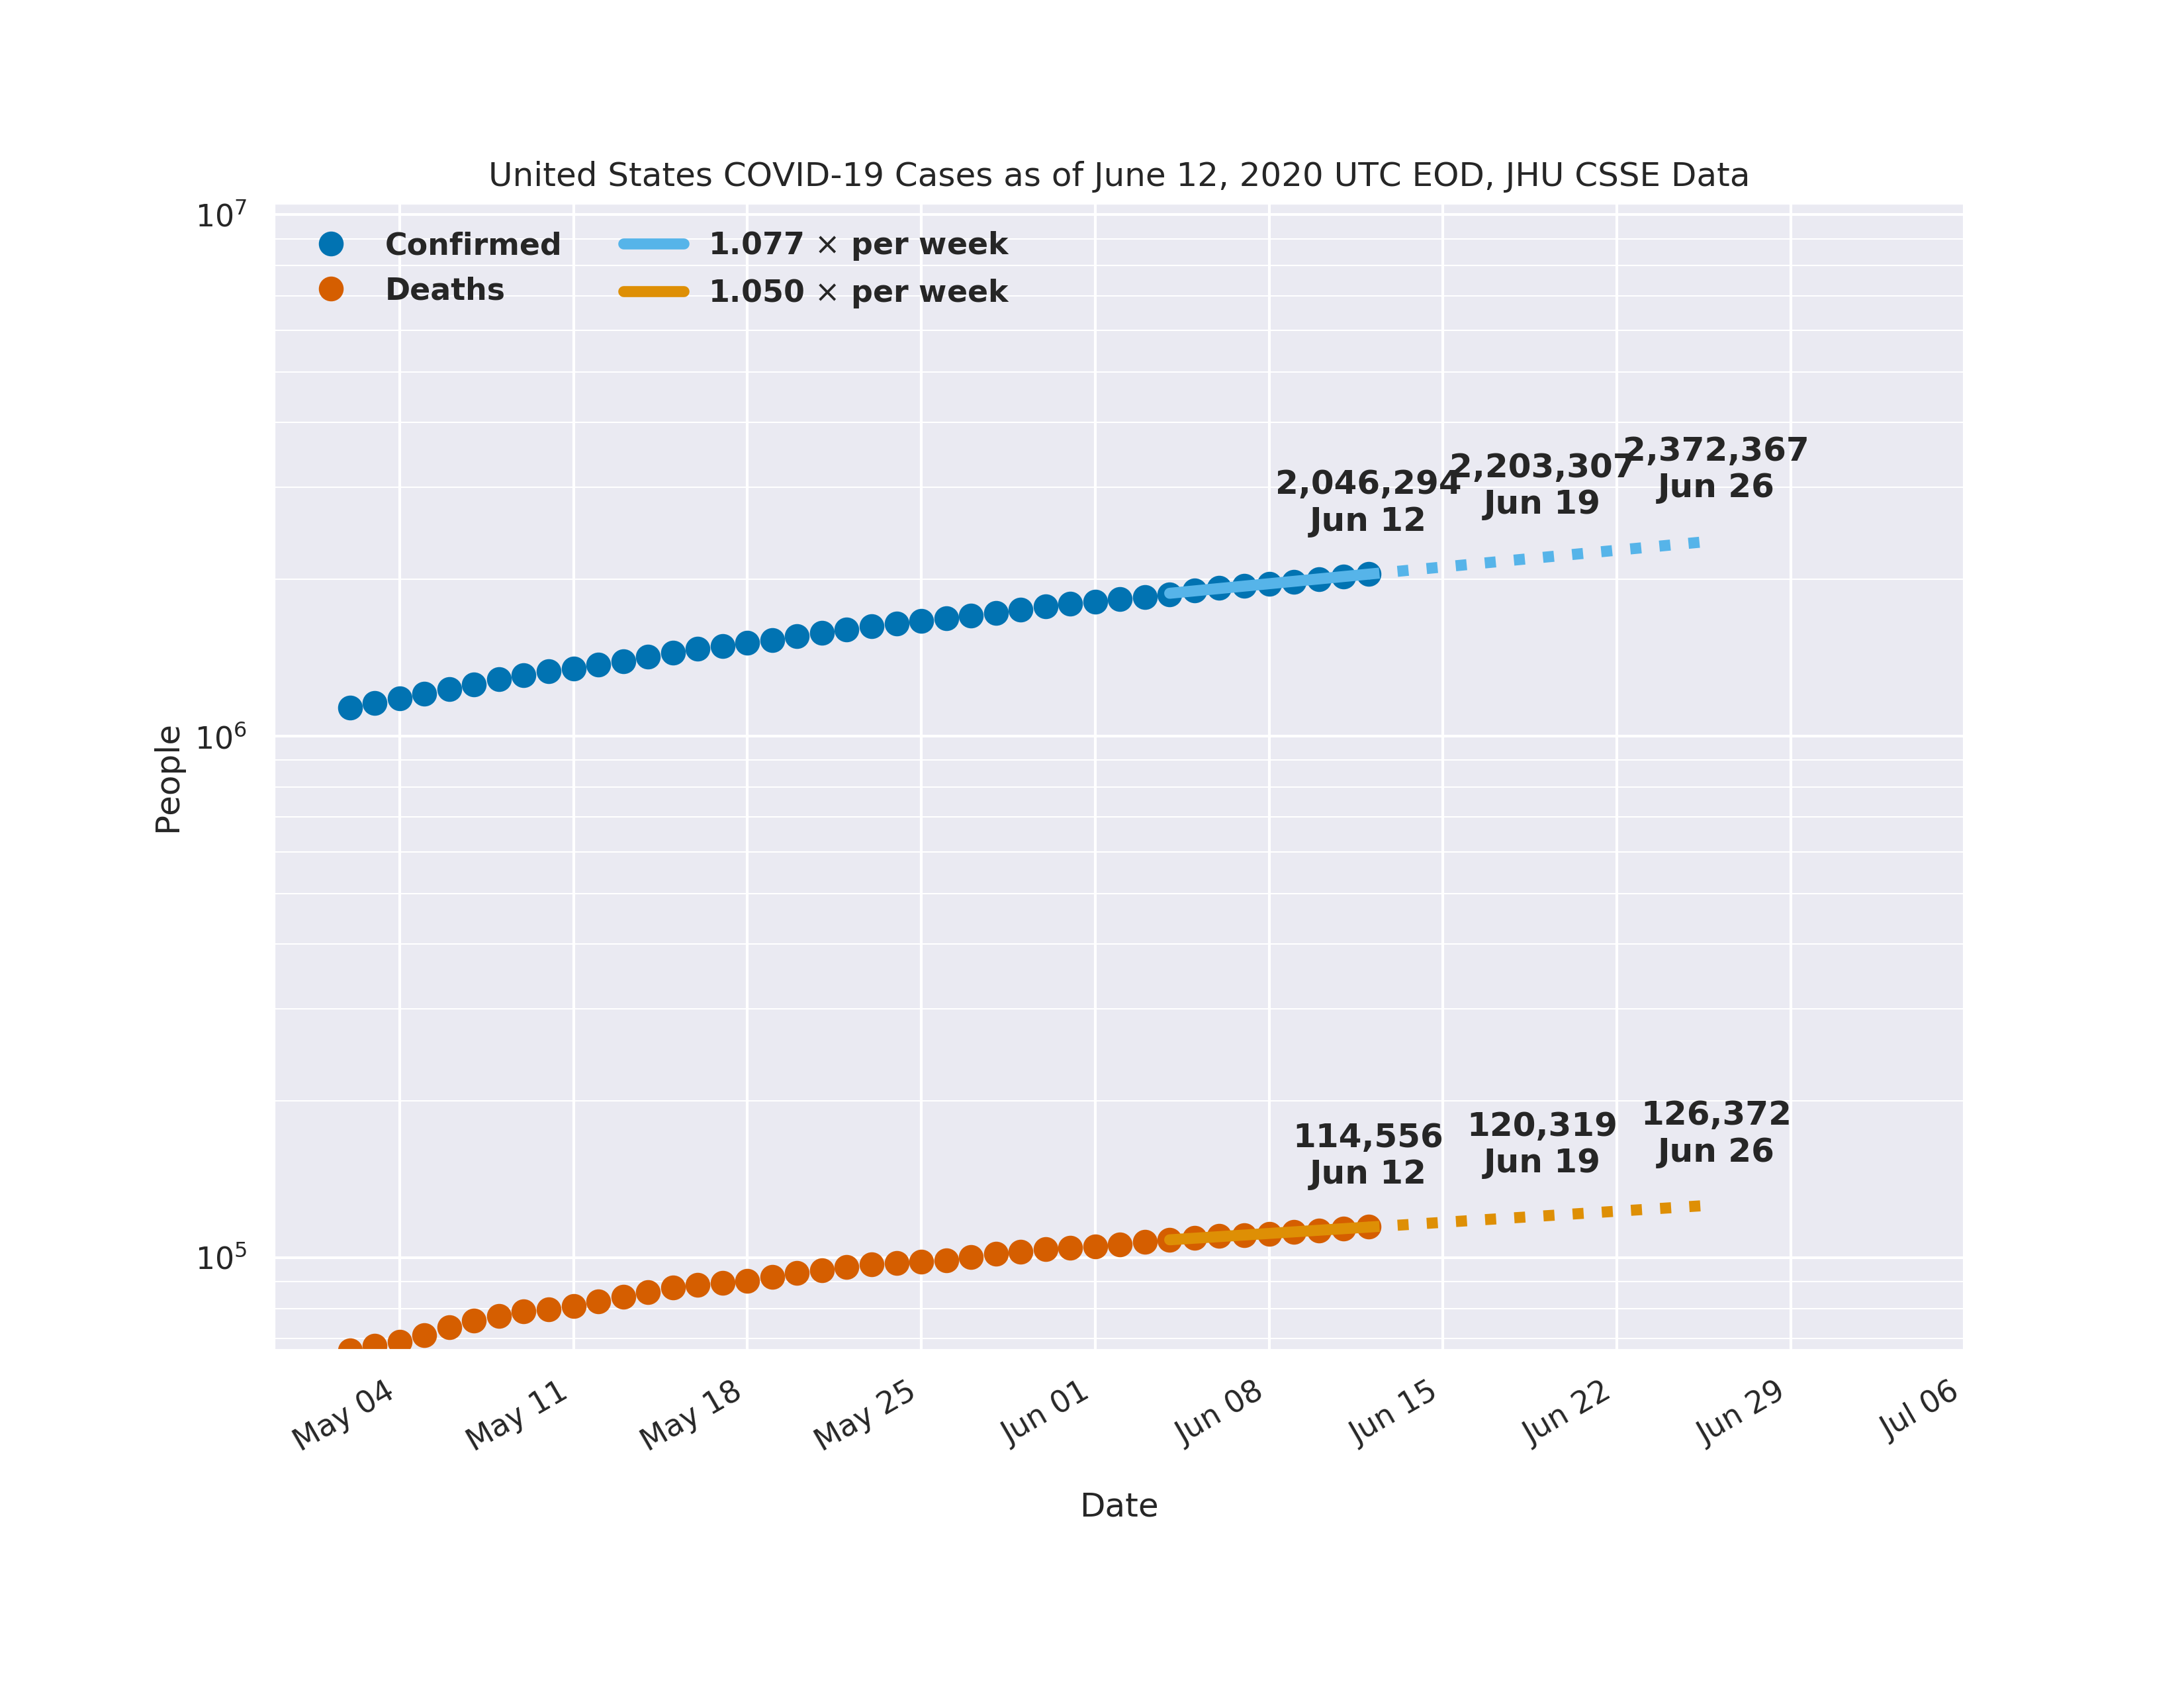 United States COVID-19 Cases as of June 12, 2020 UTC EOD, JHU CSSE Data
Confirmed
Deaths
1.077 × per week
1.050 × per week
10⁷
10⁶
10⁵
People
2,046,294
Jun 12
2,203,307
Jun 19
2,372,367
Jun 26
114,556
Jun 12
120,319
Jun 19
126,372
Jun 26
May 04
May 11
May 18
May 25
Jun 01
Jun 08
Jun 15
Jun 22
Jun 29
Jul 06
Date